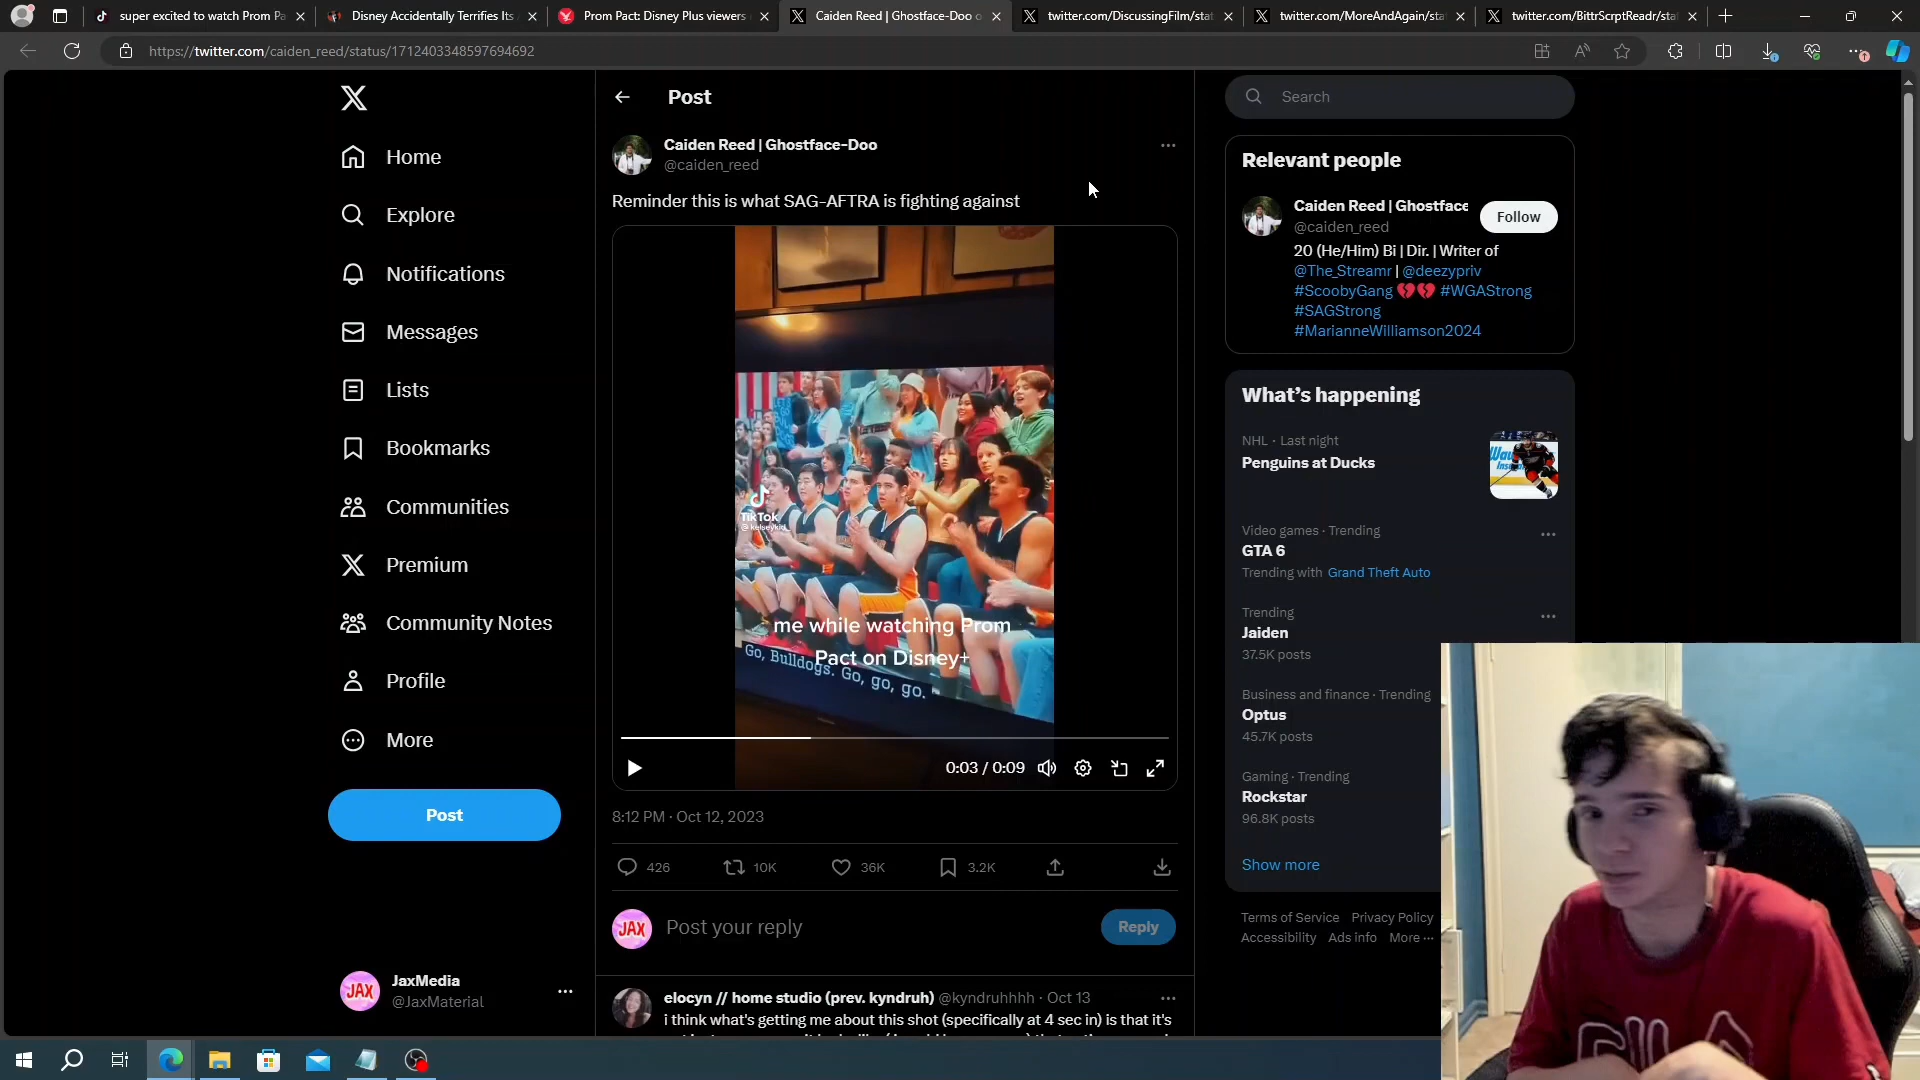 super excited to watch Prom Pa
Disney Accidentally Terrifies Its
Prom Pact: Disney Plus viewers
Caiden Reed | Ghostface-Doo o
twitter.com/DiscussingFilm/stat
twitter.com/MoreAndAgain/stat
twitter.com/BittrScrptReadr/stat
https://twitter.com/caiden_reed/status/1712403348597694692
Home
Explore
Notifications
Messages
Lists
Bookmarks
Communities
Premium
Community Notes
Profile
More
Post
JAX
JaxMedia
@JaxMaterial
Post
Caiden Reed | Ghostface-Doo
@caiden_reed
Reminder this is what SAG-AFTRA is fighting against
TikTok
me while watching Prom
Pact on Disney+
Go, Bulldogs. Go, go, go.
0:03 / 0:09
8:12 PM · Oct 12, 2023
426
10K
36K
3.2K
JAX
Post your reply
Reply
elocyn // home studio (prev. kyndruh) @kyndruhhhh · Oct 13
i think what's getting me about this shot (specifically at 4 sec in) is that it's
Search
Relevant people
Caiden Reed | Ghostface
@caiden_reed
Follow
20 (He/Him) Bi | Dir. | Writer of
@The_Streamr | @deezypriv
#ScoobyGang 💔💔 #WGAStrong
#SAGStrong
#MarianneWilliamson2024
What's happening
NHL · Last night
Penguins at Ducks
Video games · Trending
GTA 6
Trending with Grand Theft Auto
Trending
Jaiden
37.5K posts
Business and finance · Trending
Optus
45.7K posts
Gaming · Trending
Rockstar
96.8K posts
Show more
Terms of Service Privacy Policy
Accessibility Ads info More ···